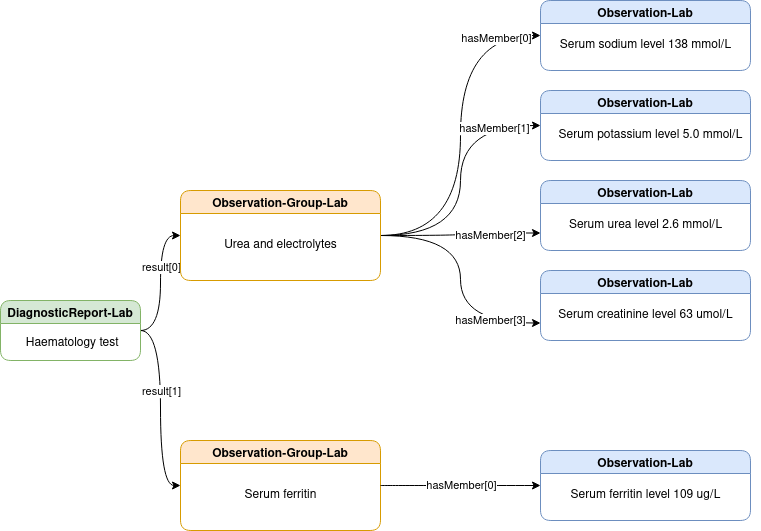 Observation-Lab
Serum sodium level 138 mmol/L
hasMember[0]
Observation-Lab
Serum potassium level 5.0 mmol/L
hasMember[1]
Observation-Group-Lab
Urea and electrolytes
Observation-Lab
Serum urea level 2.6 mmol/L
hasMember[2]
result[0]
Observation-Lab
Serum creatinine level 63 umol/L
hasMember[3]
DiagnosticReport-Lab
Haematology test
result[1]
Observation-Group-Lab
Serum ferritin
hasMember[0]
Observation-Lab
Serum ferritin level 109 ug/L